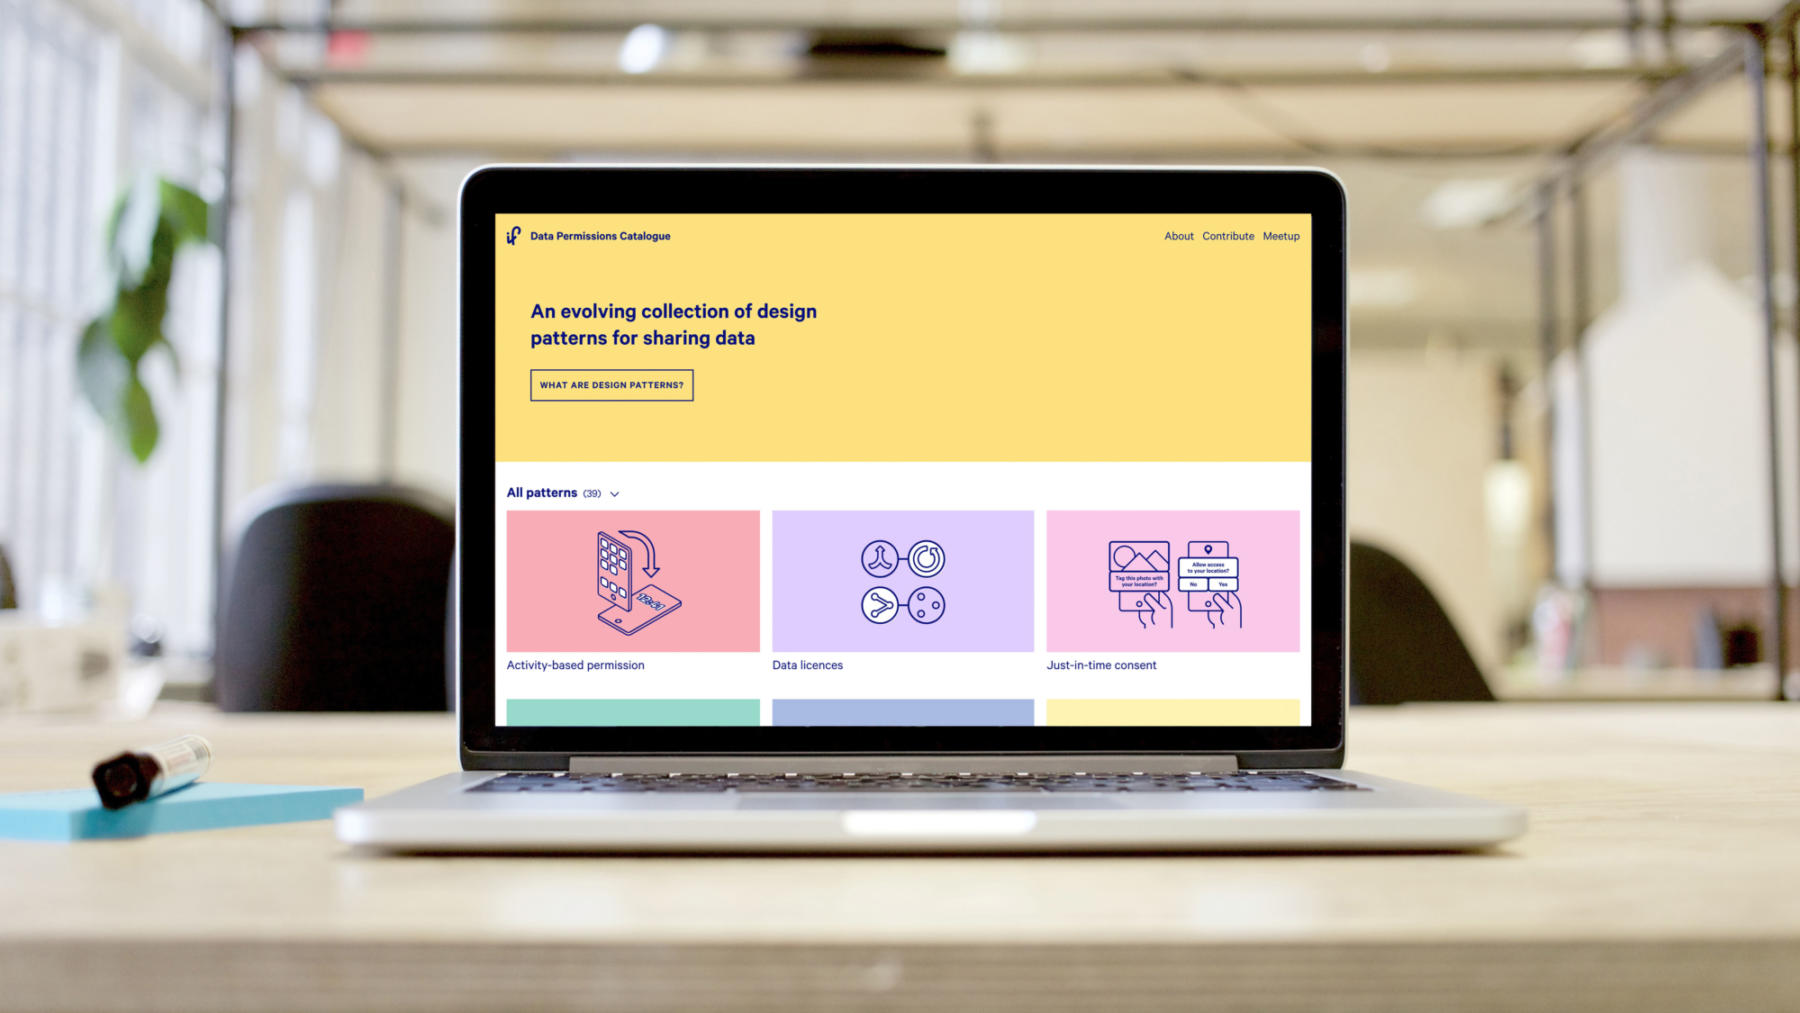 if Data Permissions Catalogue
About Contribute Meetup
An evolving collection of design
patterns for sharing data
WHAT ARE DESIGN PATTERNS?
All patterns (39)
12:01
Tag this photo with
your location?
Allow access
to your location?
No Yes
Activity-based permission
Data licences
Just-in-time consent